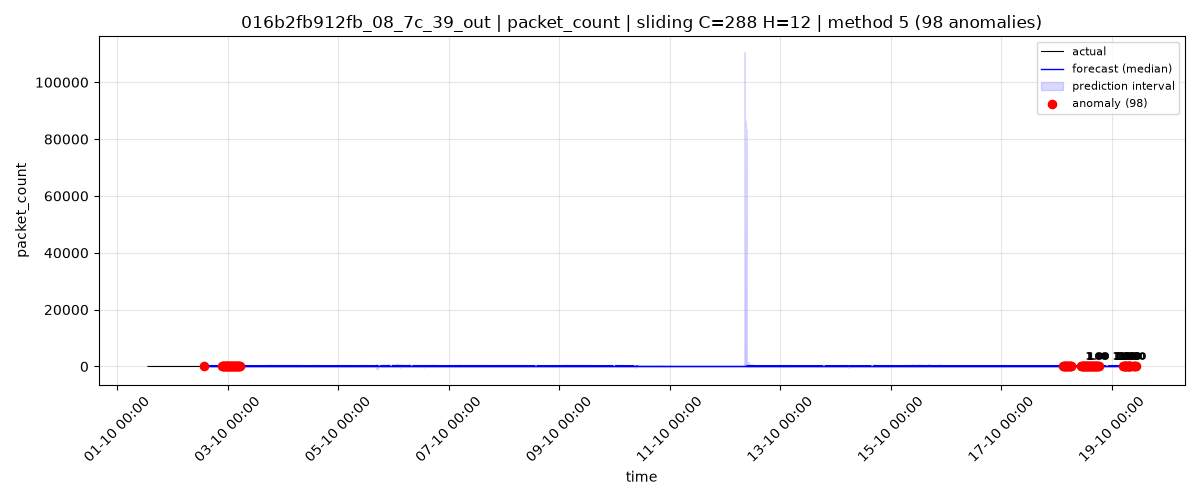 016b2fb912fb_08_7c_39_out | packet_count | sliding C=288 H=12 | method 5 (98 anomalies)
actual
forecast (median)
prediction interval
anomaly (98)
packet_count
100000
80000
60000
40000
20000
0
01-10 00:00
03-10 00:00
05-10 00:00
07-10 00:00
09-10 00:00
11-10 00:00
13-10 00:00
15-10 00:00
17-10 00:00
19-10 00:00
time